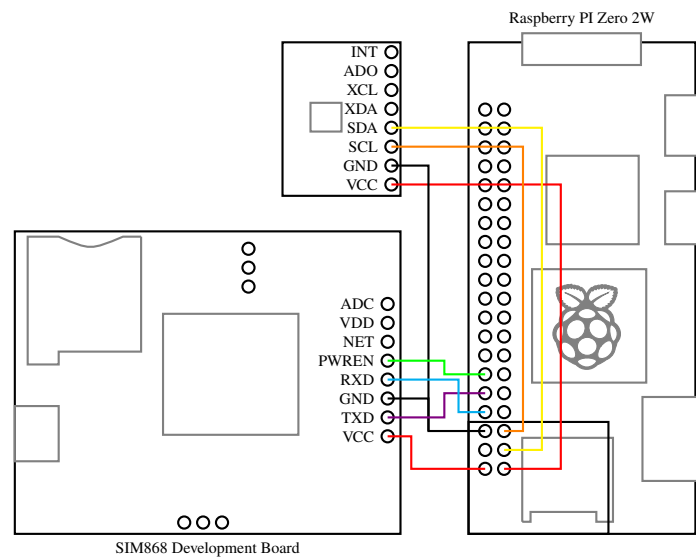 Raspberry PI Zero 2W
INT
ADO
XCL
XDA
SDA
SCL
GND
VCC
ADC
VDD
NET
PWREN
RXD
GND
TXD
VCC
SIM868 Development Board